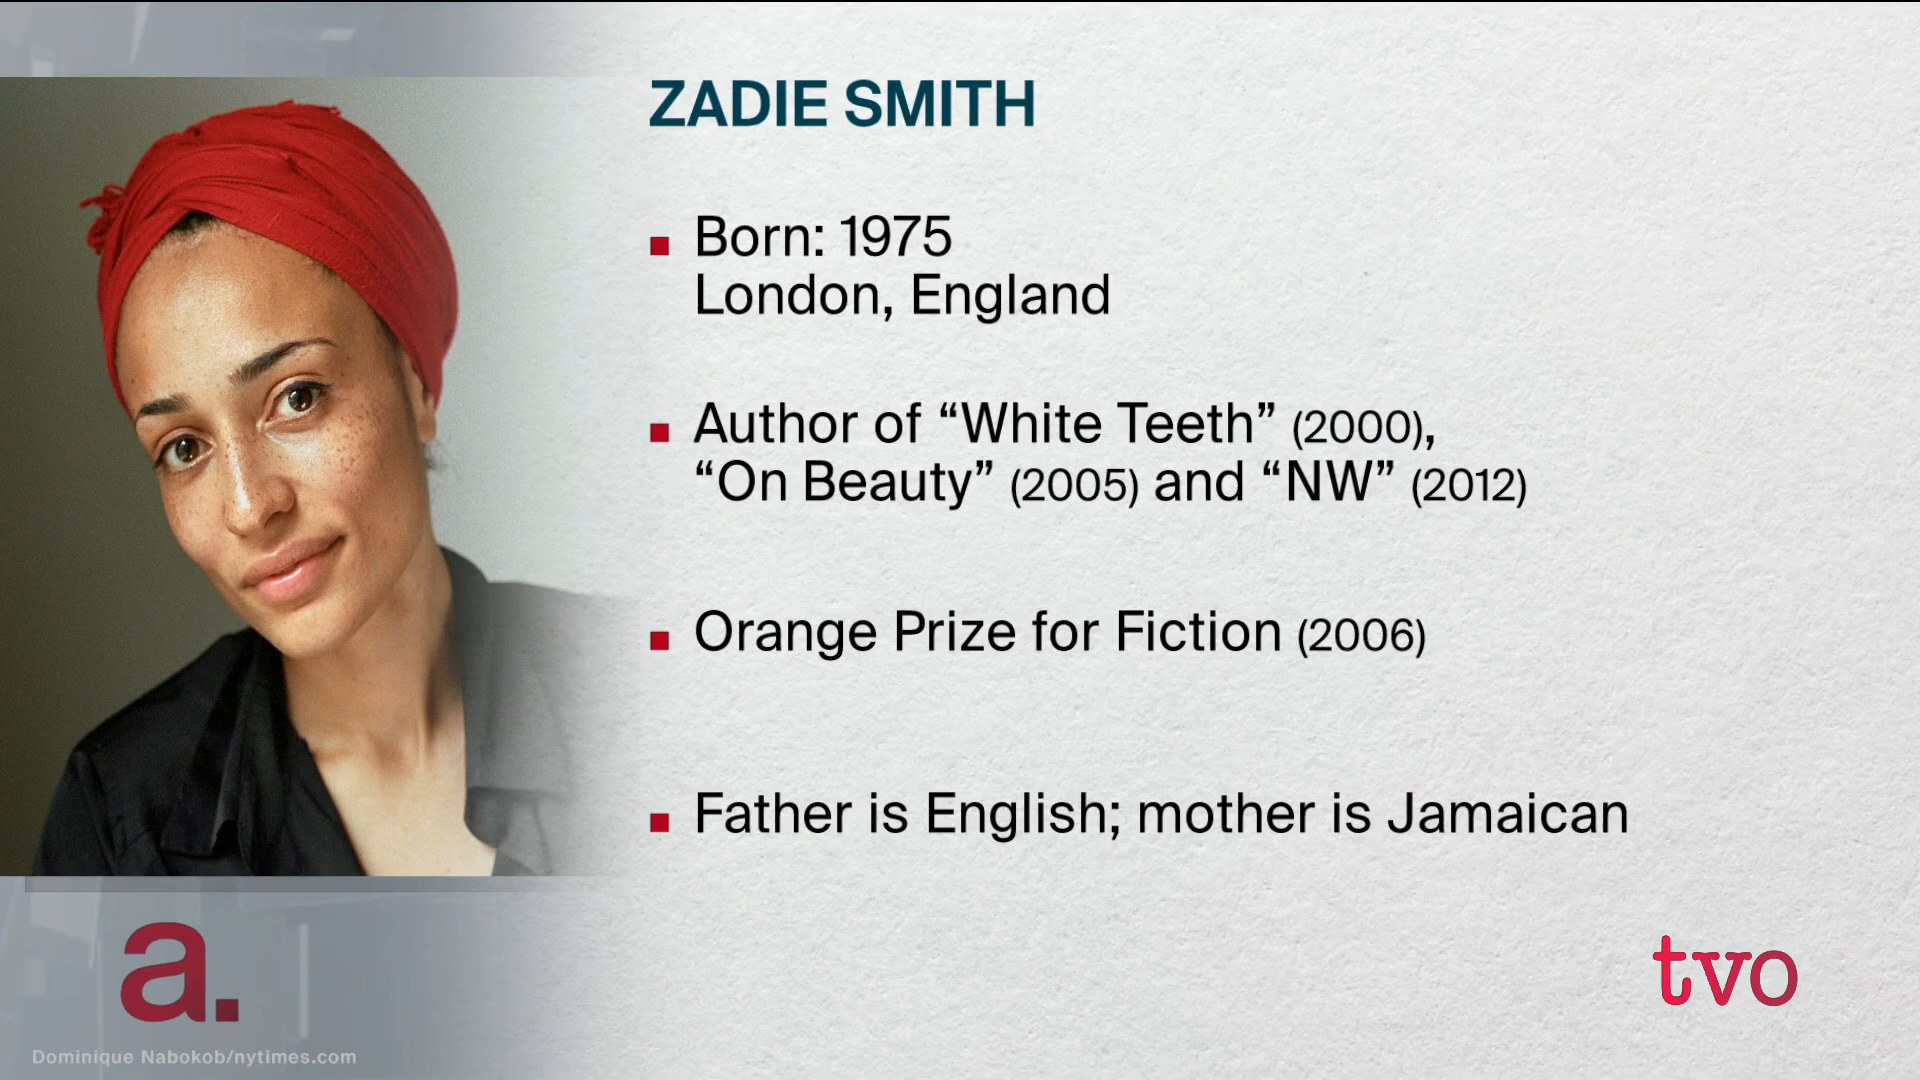 ZADIE SMITH
Born: 1975
London, England
Author of “White Teeth” (2000),
“On Beauty” (2005) and “NW” (2012)
Orange Prize for Fiction (2006)
Father is English; mother is Jamaican
a.
tvo
Dominique Nabokob/nytimes.com